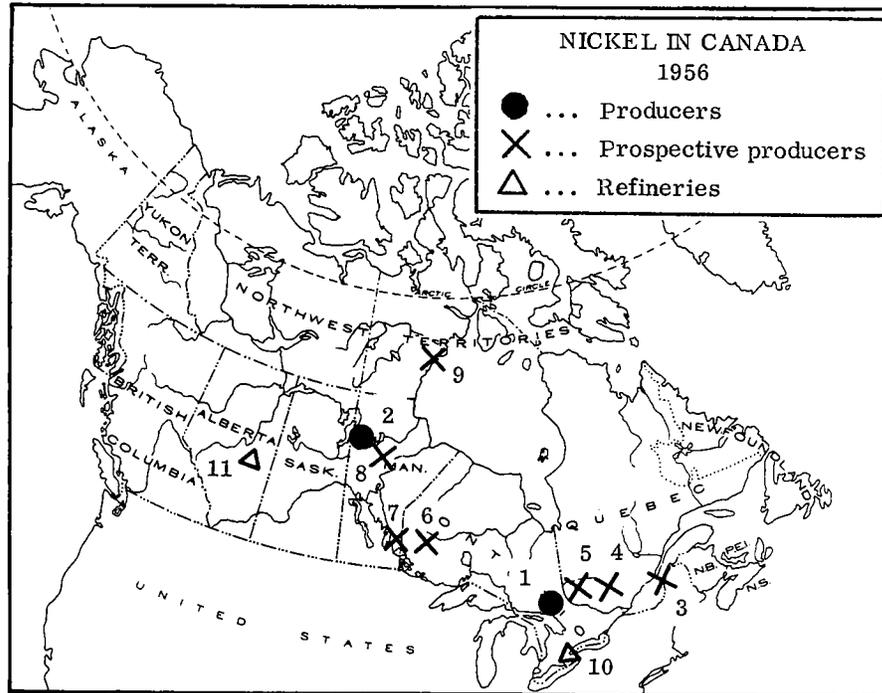 NICKEL IN CANADA
1956
... Producers
... Prospective producers
... Refineries
ALASKA
YUKON
TERR.
NORTHWEST
TERRITORIES
ARCTIC CIRCLE
9
BRITISH
COLUMBIA
ALBERTA
SASK.
MAN.
2
8
11
7
6
ONT.
QUEBEC
NEWFOUNDLAND
1
5
4
3
N.B.
P.E.I.
N.S.
10
UNITED STATES